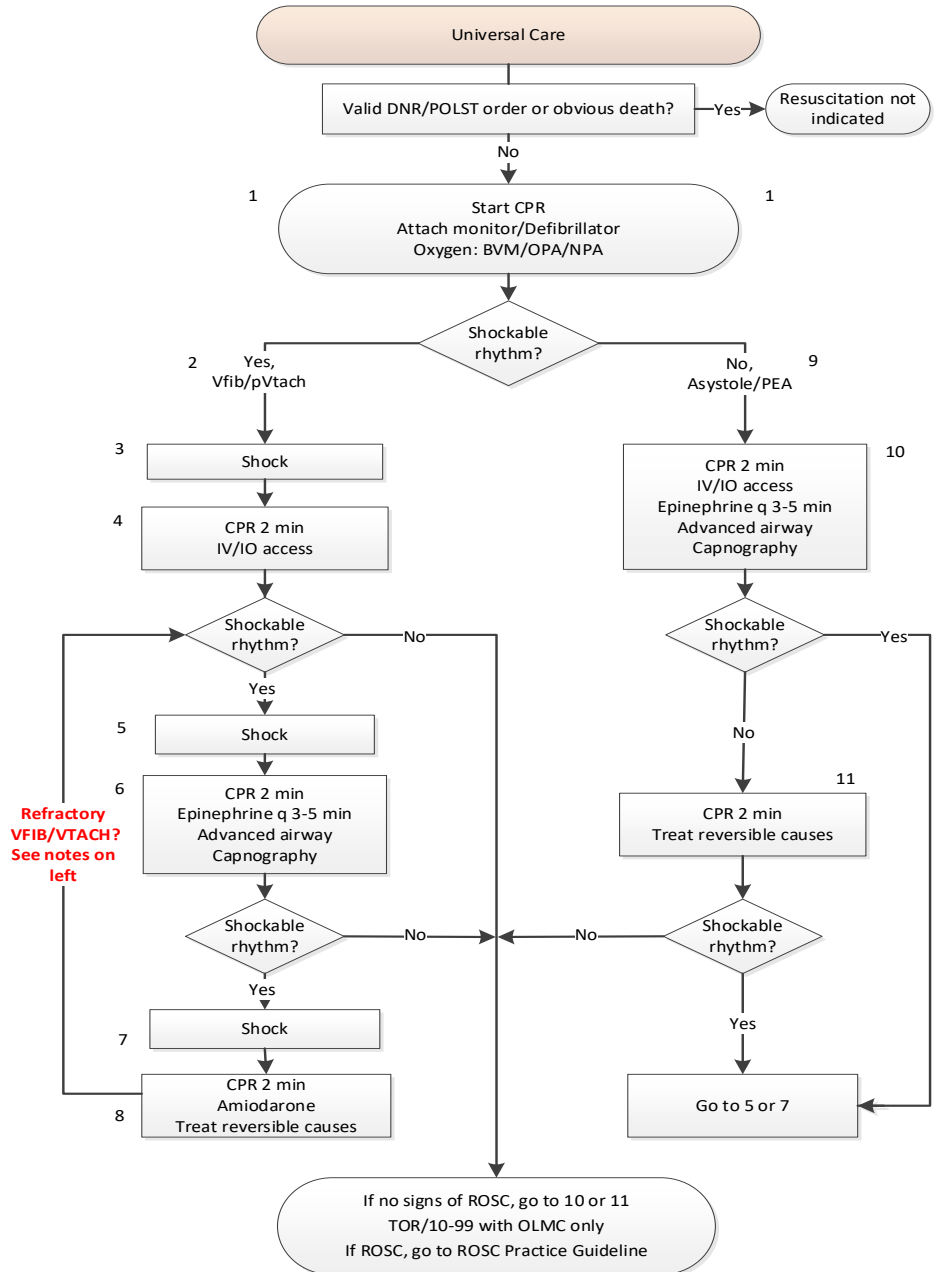 Universal Care
Valid DNR/POLST order or obvious death?
Yes
Resuscitation not
indicated
No
1
1
Start CPR
Attach monitor/Defibrillator
Oxygen: BVM/OPA/NPA
Shockable
rhythm?
2
Yes,
Vfib/pVtach
No,
Asystole/PEA
9
3
Shock
4
CPR 2 min
IV/IO access
10
CPR 2 min
IV/IO access
Epinephrine q 3-5 min
Advanced airway
Capnography
Shockable
rhythm?
No
Shockable
rhythm?
Yes
Yes
No
5
Shock
6
CPR 2 min
Epinephrine q 3-5 min
Advanced airway
Capnography
Refractory
VFIB/VTACH?
See notes on
left
11
CPR 2 min
Treat reversible causes
Shockable
rhythm?
No
No
Shockable
rhythm?
Yes
Yes
7
Shock
8
CPR 2 min
Amiodarone
Treat reversible causes
Go to 5 or 7
If no signs of ROSC, go to 10 or 11
TOR/10-99 with OLMC only
If ROSC, go to ROSC Practice Guideline